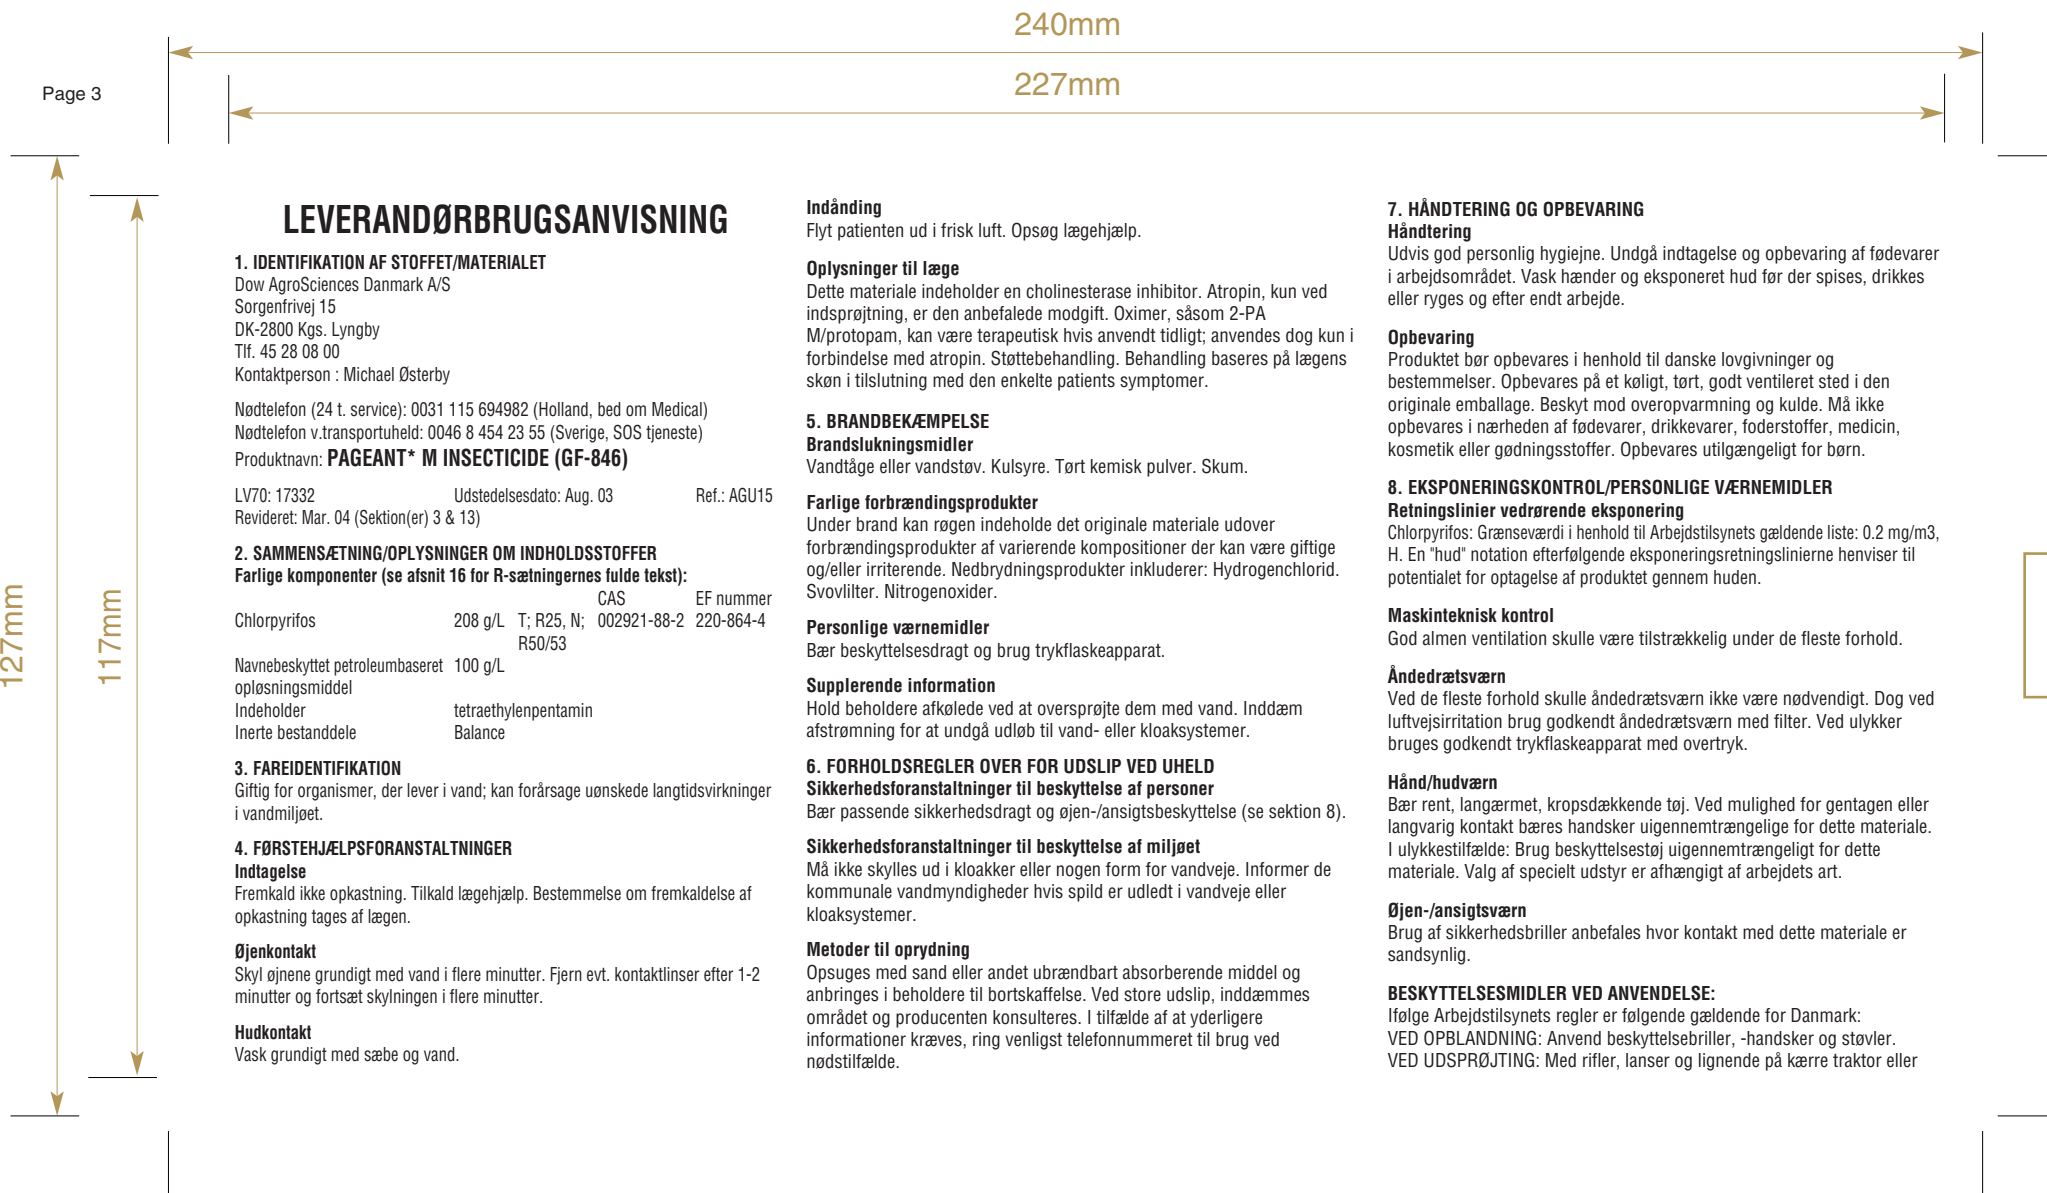 240mm
227mm
Page 3
127mm
117mm
LEVERANDØRBRUGSANVISNING
1. IDENTIFIKATION AF STOFFET/MATERIALET
Dow AgroSciences Danmark A/S
Sorgenfrivej 15
DK-2800 Kgs. Lyngby
Tlf. 45 28 08 00
Kontaktperson : Michael Østerby
Nødtelefon (24 t. service): 0031 115 694982 (Holland, bed om Medical)
Nødtelefon v.transportuheld: 0046 8 454 23 55 (Sverige, SOS tjeneste)
Produktnavn: PAGEANT* M INSECTICIDE (GF-846)
LV70: 17332 Udstedelsesdato: Aug. 03 Ref.: AGU15
Revideret: Mar. 04 (Sektion(er) 3 & 13)
2. SAMMENSÆTNING/OPLYSNINGER OM INDHOLDSSTOFFER
Farlige komponenter (se afsnit 16 for R-sætningernes fulde tekst):
CAS EF nummer
Chlorpyrifos 208 g/L T; R25, N; 002921-88-2 220-864-4
R50/53
Navnebeskyttet petroleumbaseret 100 g/L
opløsningsmiddel
Indeholder tetraethylenpentamin
Inerte bestanddele Balance
3. FAREIDENTIFIKATION
Giftig for organismer, der lever i vand; kan forårsage uønskede langtidsvirkninger
i vandmiljøet.
4. FØRSTEHJÆLPSFORANSTALTNINGER
Indtagelse
Fremkald ikke opkastning. Tilkald lægehjælp. Bestemmelse om fremkaldelse af
opkastning tages af lægen.
Øjenkontakt
Skyl øjnene grundigt med vand i flere minutter. Fjern evt. kontaktlinser efter 1-2
minutter og fortsæt skylningen i flere minutter.
Hudkontakt
Vask grundigt med sæbe og vand.
Indånding
Flyt patienten ud i frisk luft. Opsøg lægehjælp.
Oplysninger til læge
Dette materiale indeholder en cholinesterase inhibitor. Atropin, kun ved
indsprøjtning, er den anbefalede modgift. Oximer, såsom 2-PA
M/protopam, kan være terapeutisk hvis anvendt tidligt; anvendes dog kun i
forbindelse med atropin. Støttebehandling. Behandling baseres på lægens
skøn i tilslutning med den enkelte patients symptomer.
5. BRANDBEKÆMPELSE
Brandslukningsmidler
Vandtåge eller vandstøv. Kulsyre. Tørt kemisk pulver. Skum.
Farlige forbrændingsprodukter
Under brand kan røgen indeholde det originale materiale udover
forbrændingsprodukter af varierende kompositioner der kan være giftige
og/eller irriterende. Nedbrydningsprodukter inkluderer: Hydrogenchlorid.
Svovlilter. Nitrogenoxider.
Personlige værnemidler
Bær beskyttelsesdragt og brug trykflaskeapparat.
Supplerende information
Hold beholdere afkølede ved at oversprøjte dem med vand. Inddæm
afstrømning for at undgå udløb til vand- eller kloaksystemer.
6. FORHOLDSREGLER OVER FOR UDSLIP VED UHELD
Sikkerhedsforanstaltninger til beskyttelse af personer
Bær passende sikkerhedsdragt og øjen-/ansigtsbeskyttelse (se sektion 8).
Sikkerhedsforanstaltninger til beskyttelse af miljøet
Må ikke skylles ud i kloakker eller nogen form for vandveje. Informer de
kommunale vandmyndigheder hvis spild er udledt i vandveje eller
kloaksystemer.
Metoder til oprydning
Opsuges med sand eller andet ubrændbart absorberende middel og
anbringes i beholdere til bortskaffelse. Ved store udslip, inddæmmes
området og producenten konsulteres. I tilfælde af at yderligere
informationer kræves, ring venligst telefonnummeret til brug ved
nødstilfælde.
7. HÅNDTERING OG OPBEVARING
Håndtering
Udvis god personlig hygiejne. Undgå indtagelse og opbevaring af fødevarer
i arbejdsområdet. Vask hænder og eksponeret hud før der spises, drikkes
eller ryges og efter endt arbejde.
Opbevaring
Produktet bør opbevares i henhold til danske lovgivninger og
bestemmelser. Opbevares på et køligt, tørt, godt ventileret sted i den
originale emballage. Beskyt mod overopvarmning og kulde. Må ikke
opbevares i nærheden af fødevarer, drikkevarer, foderstoffer, medicin,
kosmetik eller gødningsstoffer. Opbevares utilgængeligt for børn.
8. EKSPONERINGSKONTROL/PERSONLIGE VÆRNEMIDLER
Retningslinier vedrørende eksponering
Chlorpyrifos: Grænseværdi i henhold til Arbejdstilsynets gældende liste: 0.2 mg/m3,
H. En "hud" notation efterfølgende eksponeringsretningslinierne henviser til
potentialet for optagelse af produktet gennem huden.
Maskinteknisk kontrol
God almen ventilation skulle være tilstrækkelig under de fleste forhold.
Åndedrætsværn
Ved de fleste forhold skulle åndedrætsværn ikke være nødvendigt. Dog ved
luftvejsirritation brug godkendt åndedrætsværn med filter. Ved ulykker
bruges godkendt trykflaskeapparat med overtryk.
Hånd/hudværn
Bær rent, langærmet, kropsdækkende tøj. Ved mulighed for gentagen eller
langvarig kontakt bæres handsker uigennemtrængelige for dette materiale.
I ulykkestilfælde: Brug beskyttelsestøj uigennemtrængeligt for dette
materiale. Valg af specielt udstyr er afhængigt af arbejdets art.
Øjen-/ansigtsværn
Brug af sikkerhedsbriller anbefales hvor kontakt med dette materiale er
sandsynlig.
BESKYTTELSESMIDLER VED ANVENDELSE:
Ifølge Arbejdstilsynets regler er følgende gældende for Danmark:
VED OPBLANDNING: Anvend beskyttelsebriller, -handsker og støvler.
VED UDSPRØJTING: Med rifler, lanser og lignende på kærre traktor eller